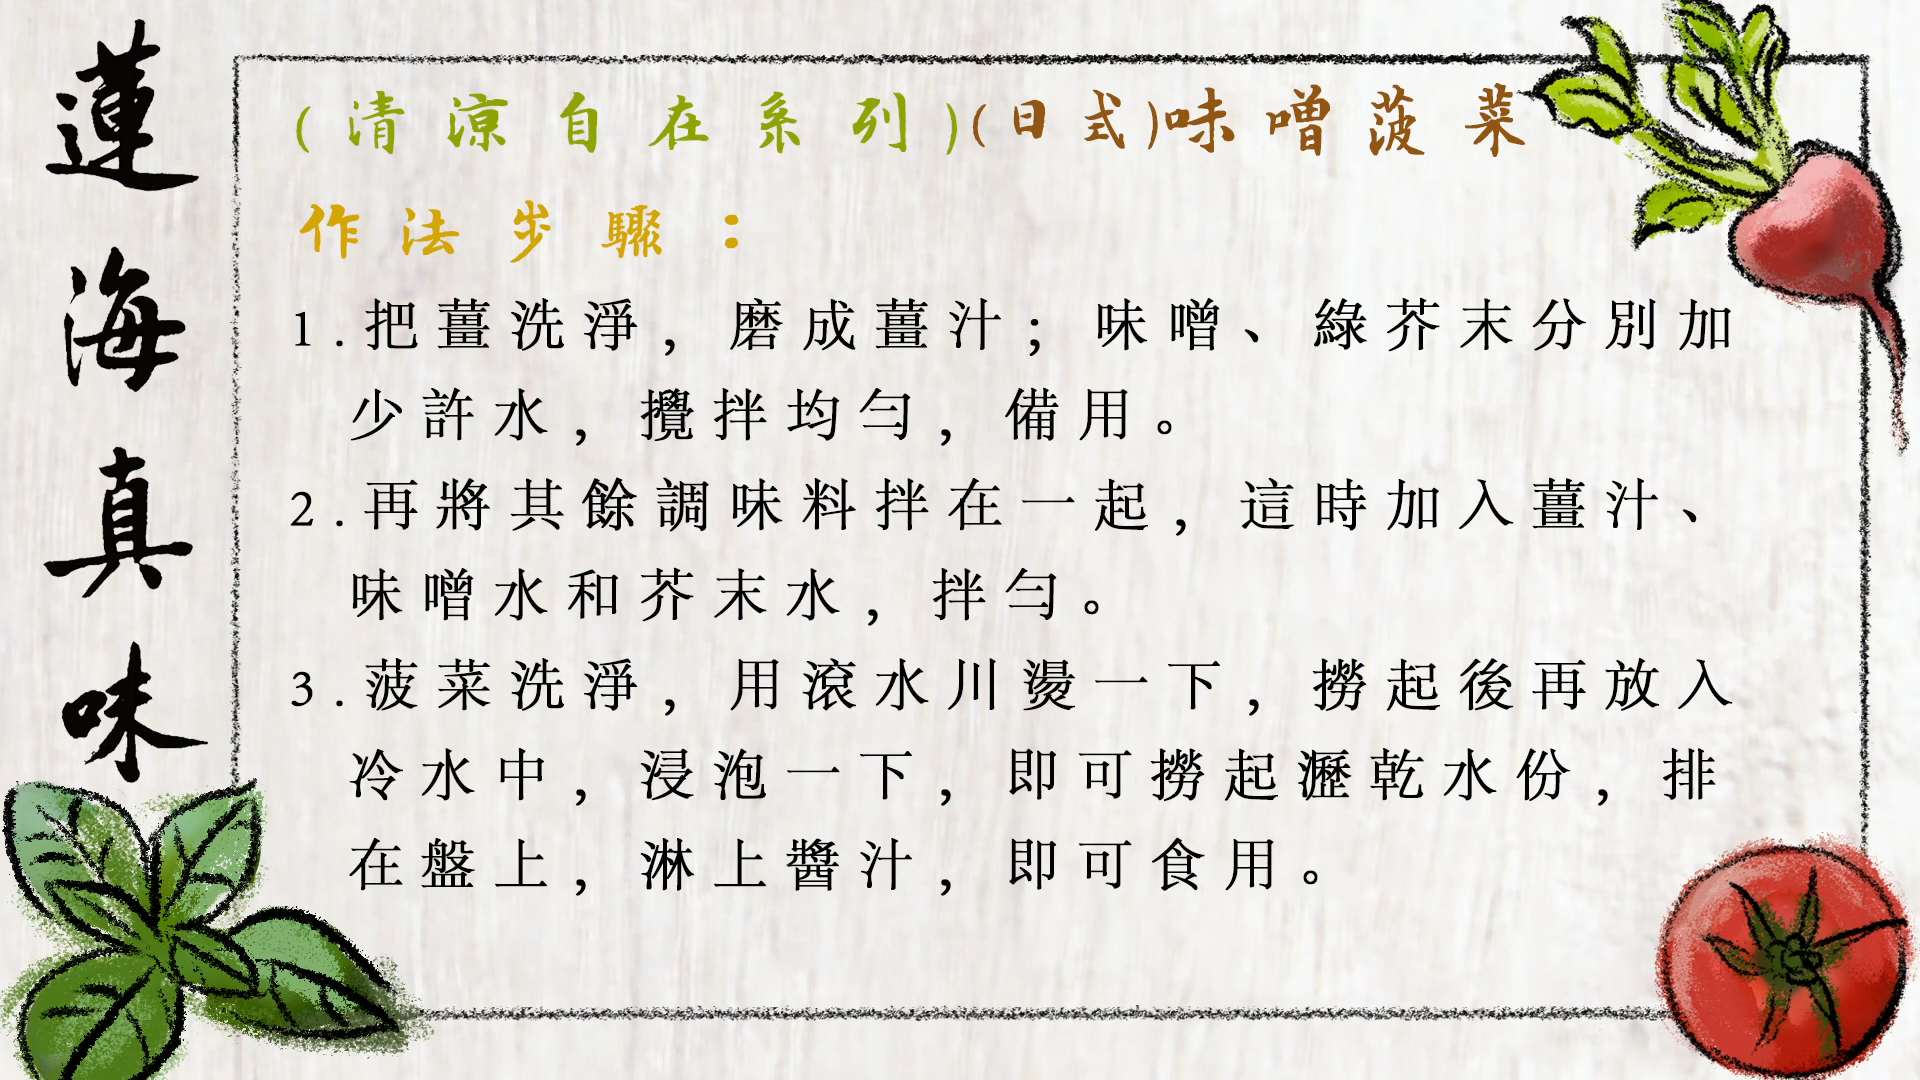 蓮海真味
(清涼自在系列)(日式)味噌菠菜
作法步驟：
1.把薑洗淨，磨成薑汁；味噌、綠芥末分別加
少許水，攪拌均勻，備用。
2.再將其餘調味料拌在一起，這時加入薑汁、
味噌水和芥末水，拌勻。
3.菠菜洗淨，用滾水川燙一下，撈起後再放入
冷水中，浸泡一下，即可撈起瀝乾水份，排
在盤上，淋上醬汁，即可食用。